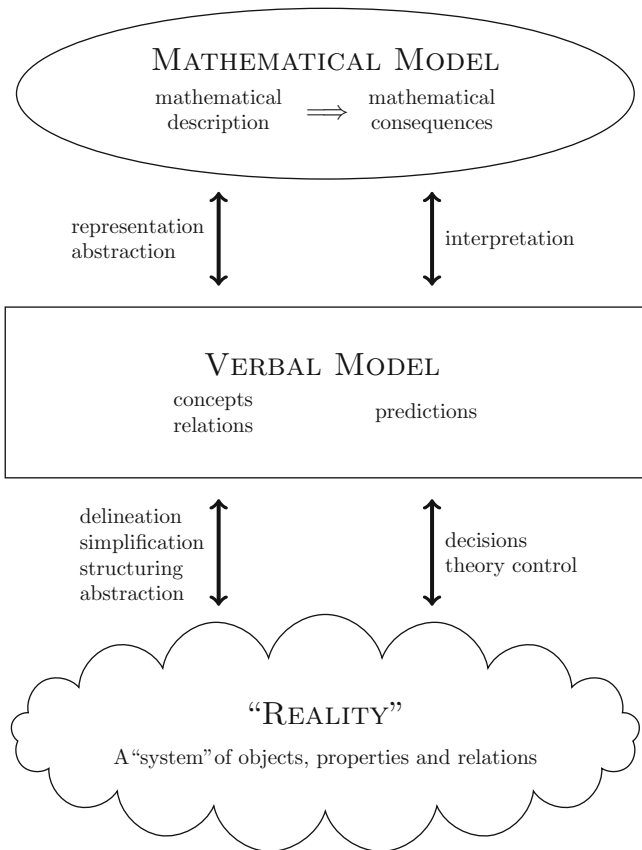 MATHEMATICAL MODEL
mathematical
description
⟹
mathematical
consequences
representation
abstraction
interpretation
VERBAL MODEL
concepts
relations
predictions
delineation
simplification
structuring
abstraction
decisions
theory control
“REALITY”
A “system” of objects, properties and relations